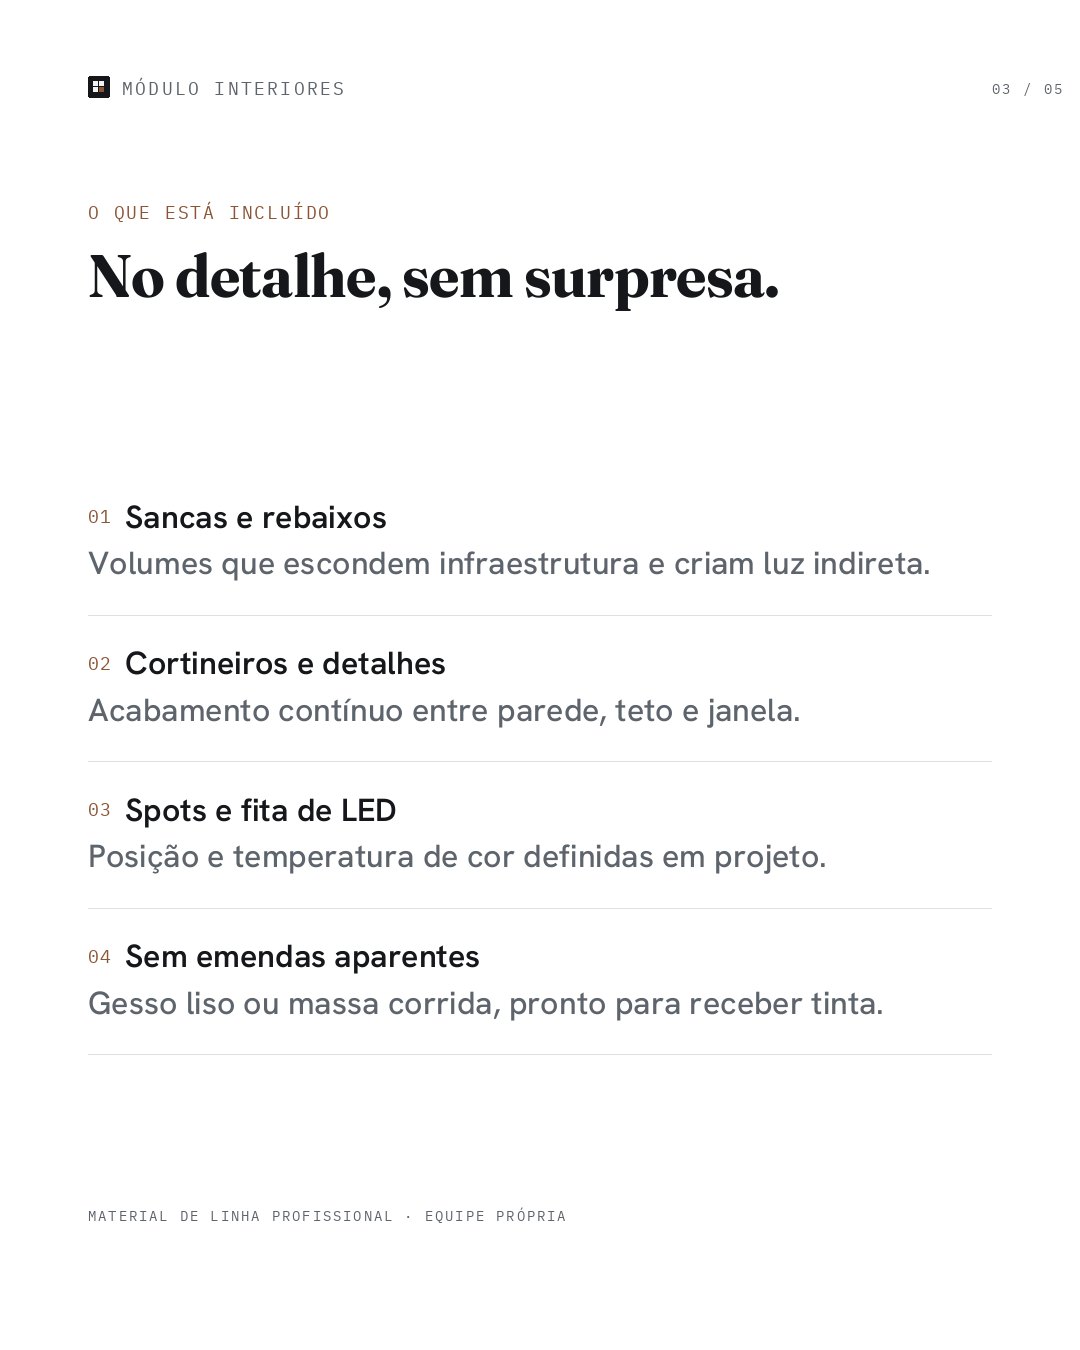 MÓDULO INTERIORES
03 / 05
O QUE ESTÁ INCLUÍDO
No detalhe, sem surpresa.
01 Sancas e rebaixos
Volumes que escondem infraestrutura e criam luz indireta.
02 Cortineiros e detalhes
Acabamento contínuo entre parede, teto e janela.
03 Spots e fita de LED
Posição e temperatura de cor definidas em projeto.
04 Sem emendas aparentes
Gesso liso ou massa corrida, pronto para receber tinta.
MATERIAL DE LINHA PROFISSIONAL · EQUIPE PRÓPRIA